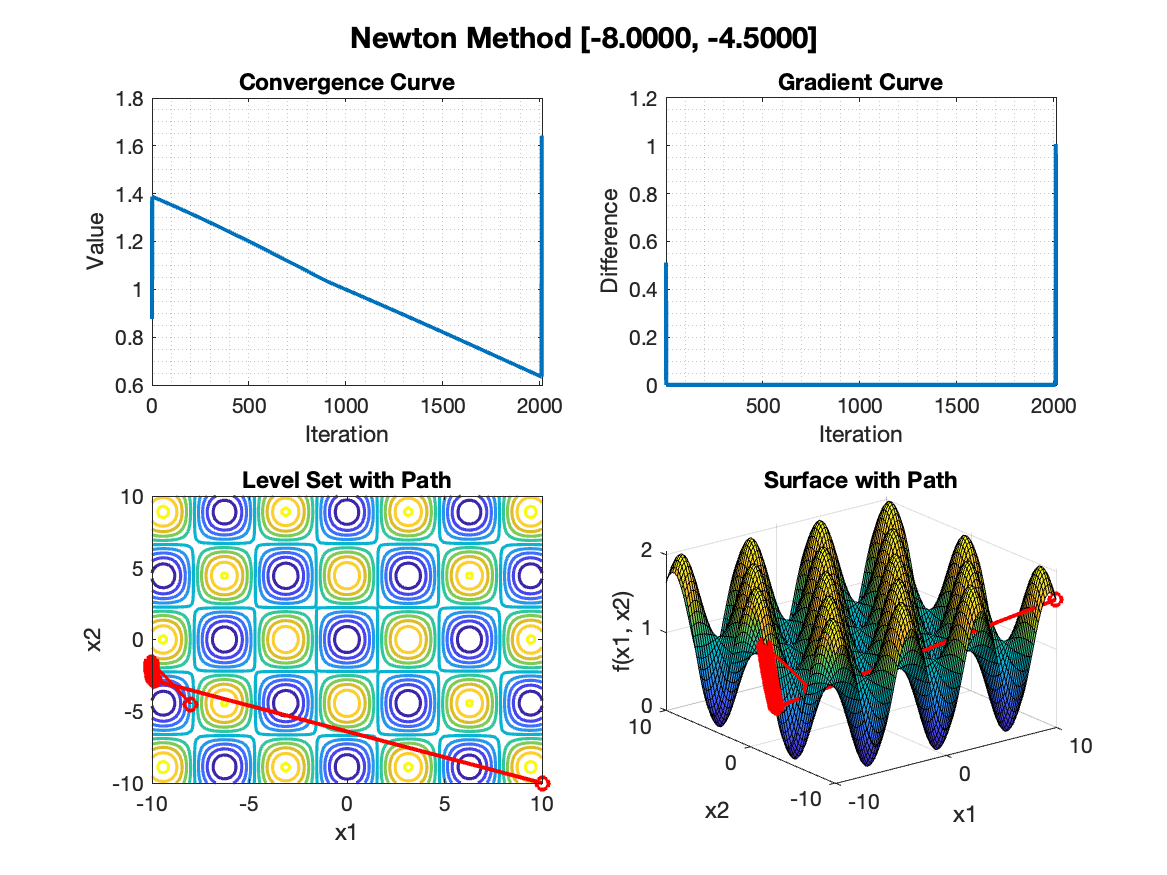 Newton Method [-8.0000, -4.5000]
Convergence Curve
1.8
1.6
1.4
1.2
1
0.8
0.6
Value
0 500 1000 1500 2000
Iteration
Gradient Curve
1.2
1
0.8
0.6
0.4
0.2
0
Difference
500 1000 1500 2000
Iteration
Level Set with Path
10
5
0
-5
-10
x2
-10 -5 0 5 10
x1
Surface with Path
2
1
0
f(x1, x2)
10
0
-10
x2
-10
0
10
x1